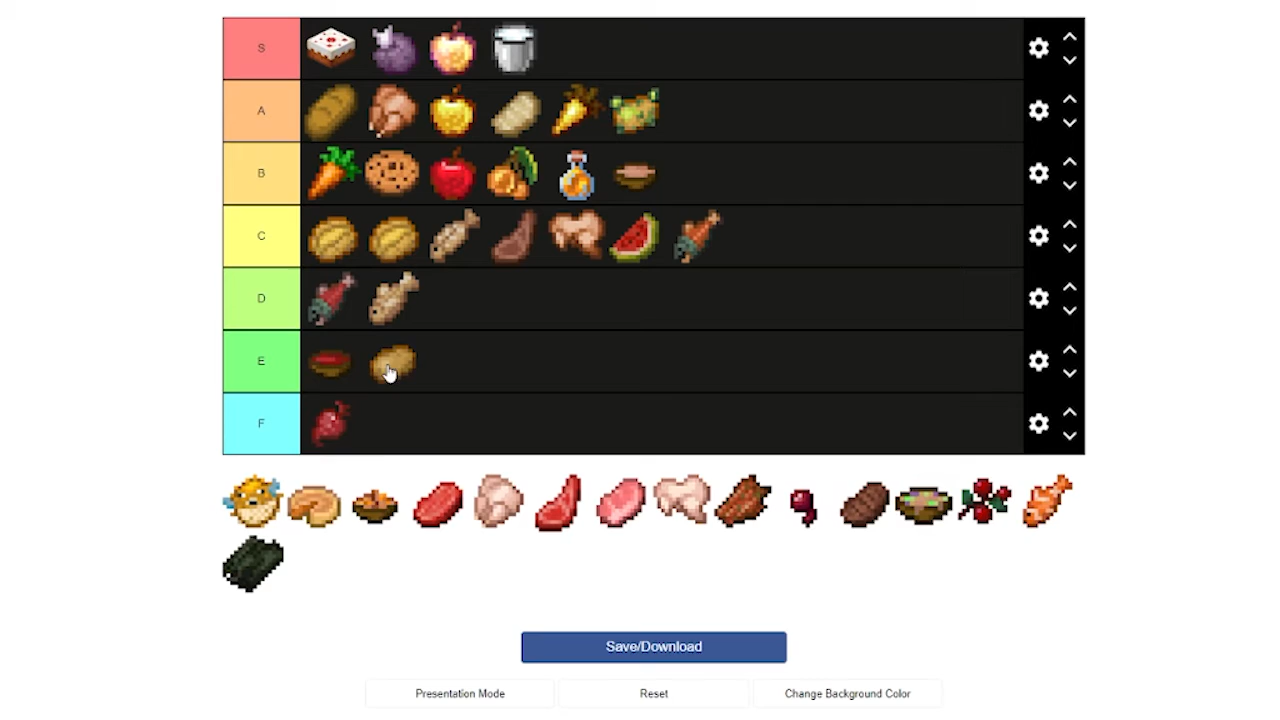 S
A
B
C
D
E
F
Save/Download
Presentation Mode
Reset
Change Background Color